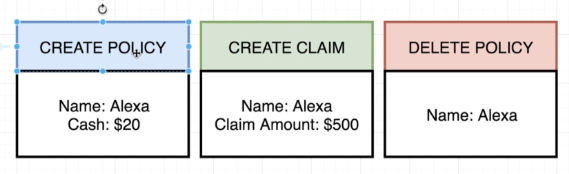 CREATE POLICY
Name: Alexa
Cash: $20
CREATE CLAIM
Name: Alexa
Claim Amount: $500
DELETE POLICY
Name: Alexa